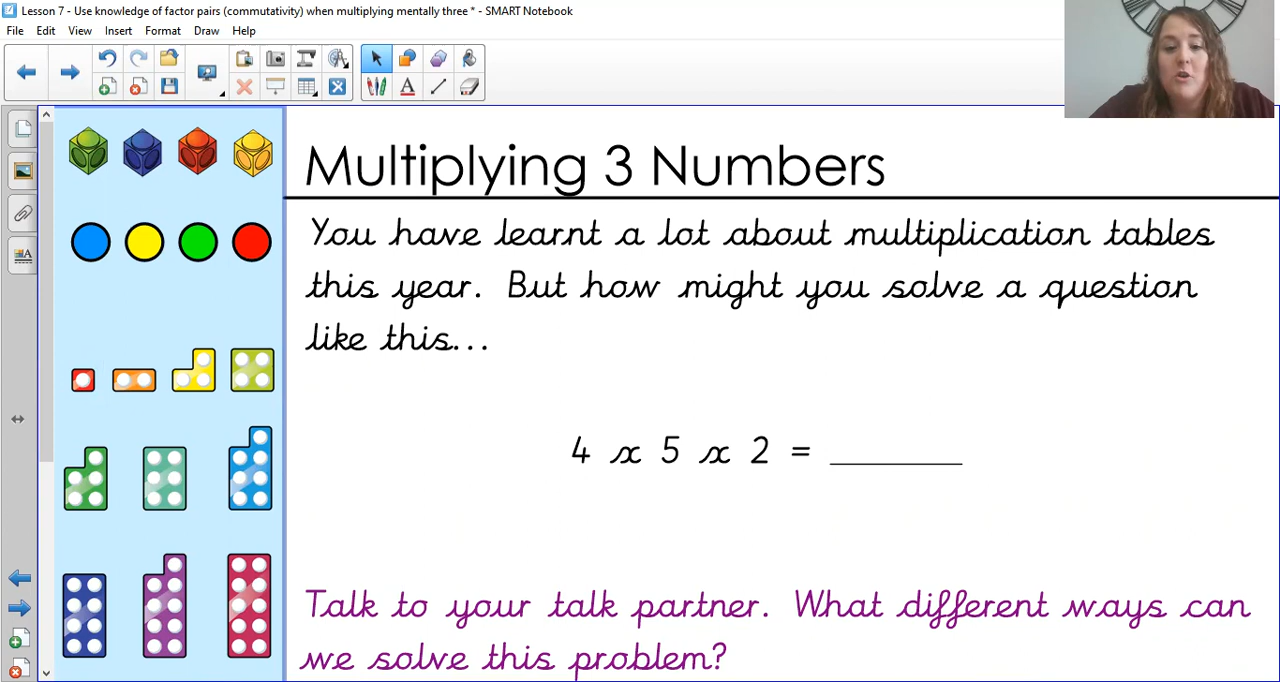 Lesson 7 - Use knowledge of factor pairs (commutativity) when multiplying mentally three * - SMART Notebook
File Edit View Insert Format Draw Help
Multiplying 3 Numbers
You have learnt a lot about multiplication tables
this year. But how might you solve a question
like this...
4 x 5 x 2 = ______
Talk to your talk partner. What different ways can
we solve this problem?